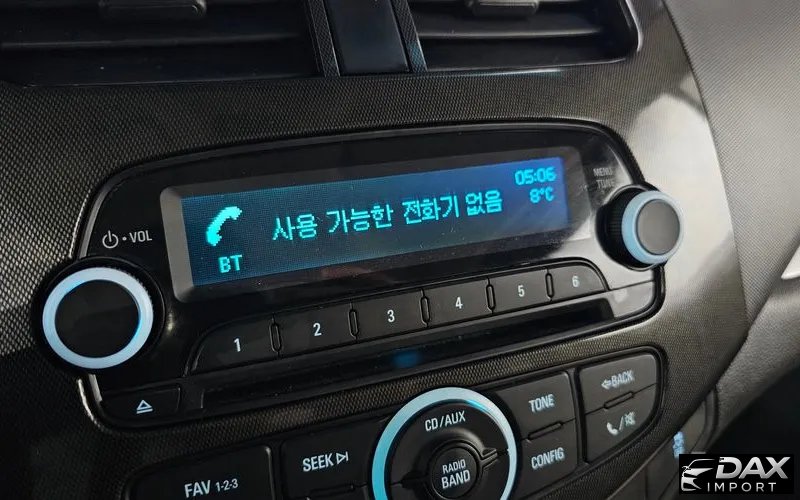 05:06
8°C
사용 가능한 전화기 없음
BT
VOL
MENU
TUNE
1
2
3
4
5
6
CD/AUX
RADIO
BAND
SEEK
FAV 1-2-3
TONE
CONFIG
BACK
DAX
IMPORT